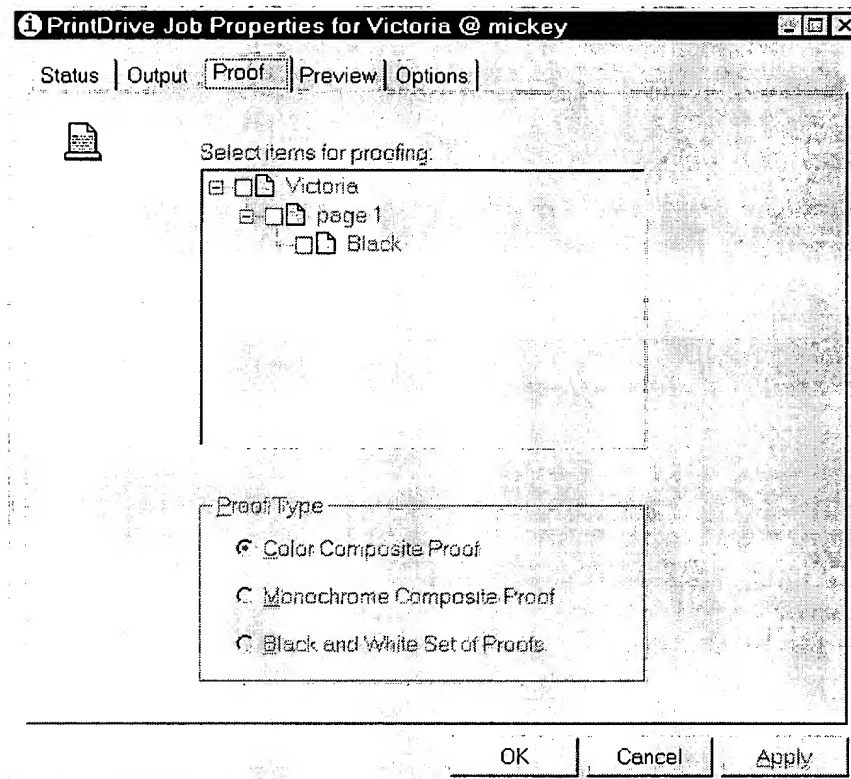 PrintDrive Job Properties for Victoria @ mickey
Status Output Proof Preview Options
Select items for proofing:
Victoria
page 1
Black
Proof Type
Color Composite Proof
Monochrome Composite Proof
Black and White Set of Proofs
OK Cancel Apply